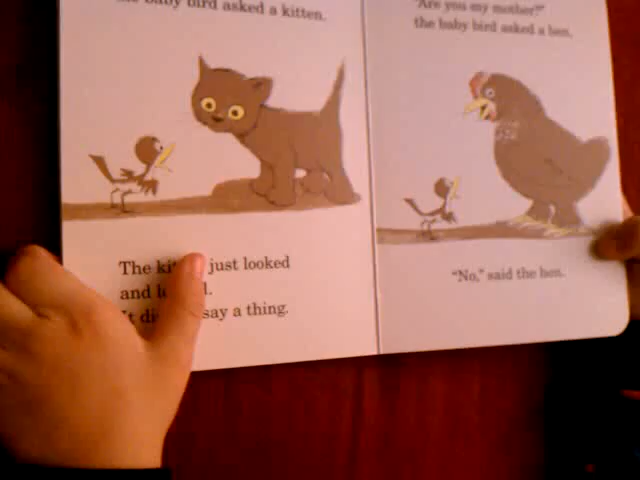 baby bird asked a kitten.
The just looked
and
say a thing.
"Are you my mother?"
the baby bird asked a hen.
"No," said the hen.